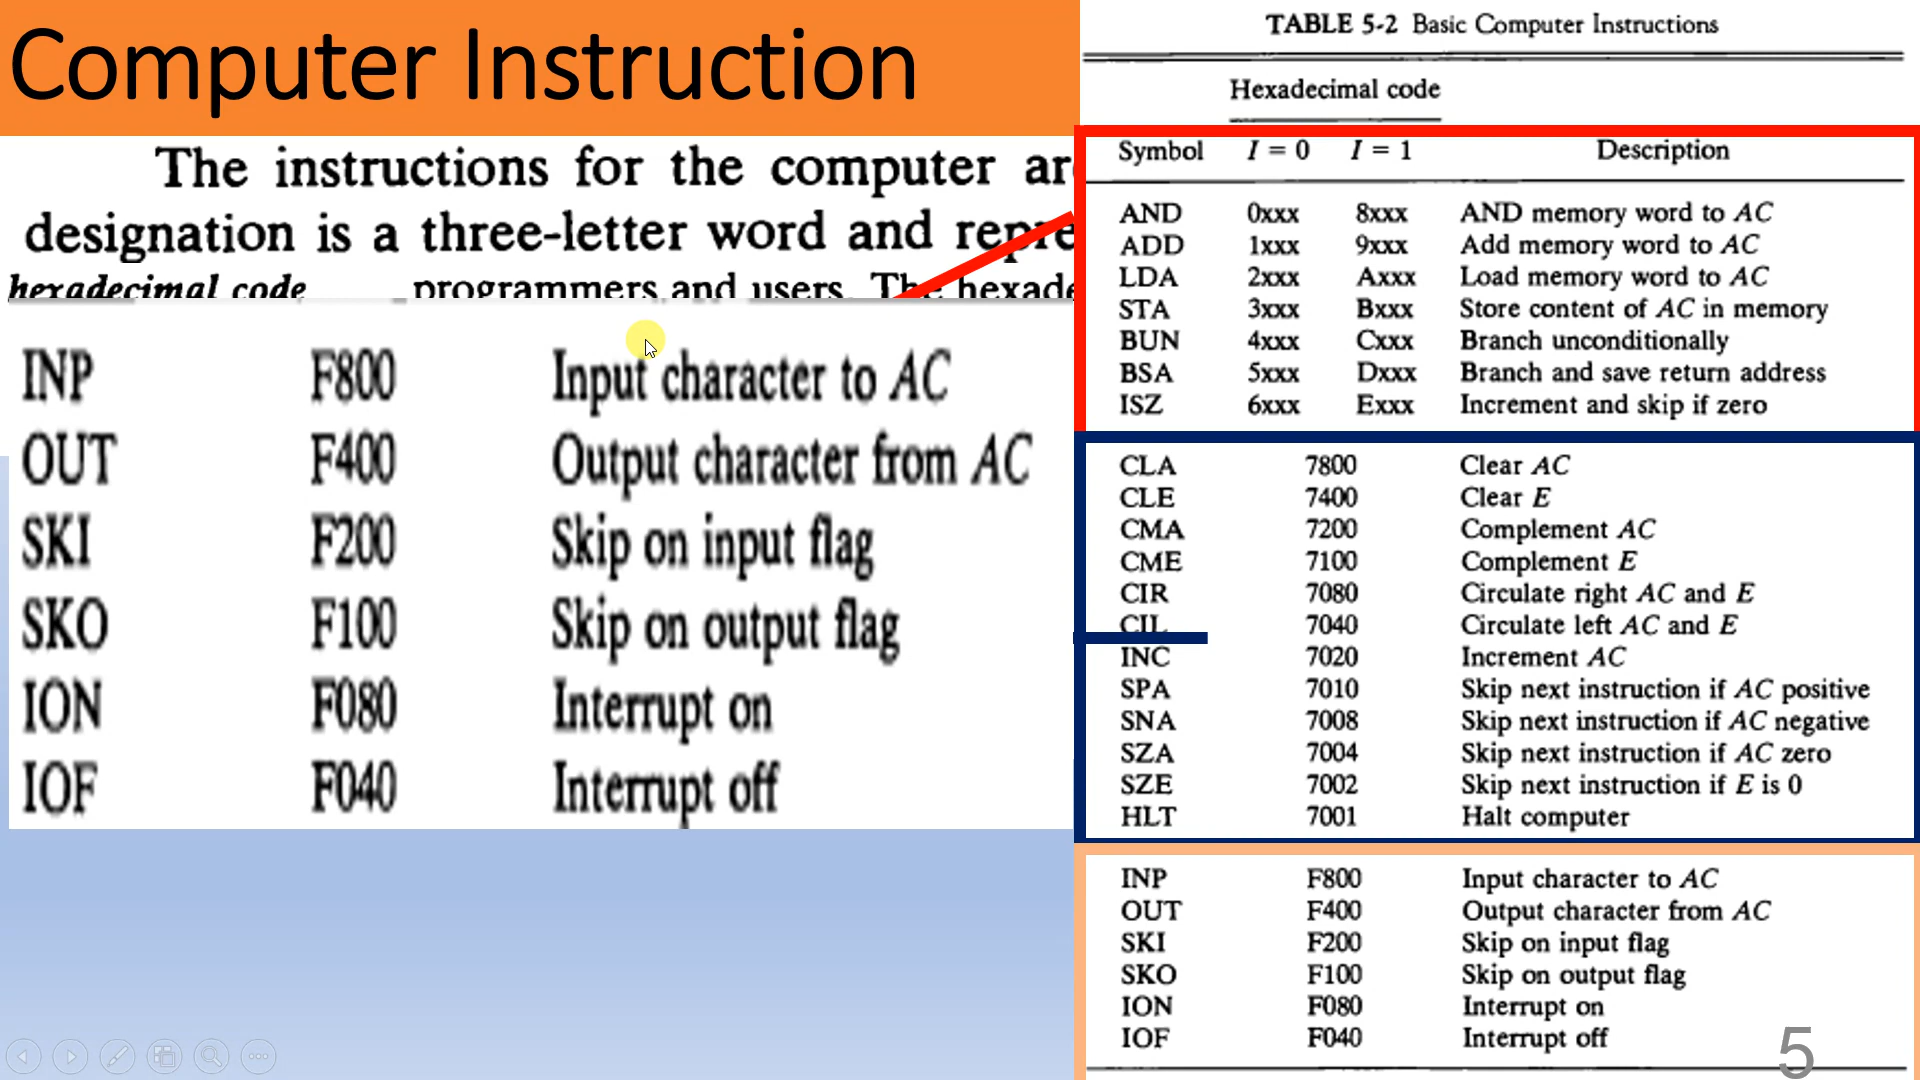 Computer Instruction
The instructions for the computer ar
designation is a three-letter word and repre
hexadecimal code programmers and users. The hexade
INP F800 Input character to AC
OUT F400 Output character from AC
SKI F200 Skip on input flag
SKO F100 Skip on output flag
ION F080 Interrupt on
IOF F040 Interrupt off
TABLE 5-2 Basic Computer Instructions
Hexadecimal code
Symbol I = 0 I = 1 Description
AND 0xxx 8xxx AND memory word to AC
ADD 1xxx 9xxx Add memory word to AC
LDA 2xxx Axxx Load memory word to AC
STA 3xxx Bxxx Store content of AC in memory
BUN 4xxx Cxxx Branch unconditionally
BSA 5xxx Dxxx Branch and save return address
ISZ 6xxx Exxx Increment and skip if zero
CLA 7800 Clear AC
CLE 7400 Clear E
CMA 7200 Complement AC
CME 7100 Complement E
CIR 7080 Circulate right AC and E
CIL 7040 Circulate left AC and E
INC 7020 Increment AC
SPA 7010 Skip next instruction if AC positive
SNA 7008 Skip next instruction if AC negative
SZA 7004 Skip next instruction if AC zero
SZE 7002 Skip next instruction if E is 0
HLT 7001 Halt computer
INP F800 Input character to AC
OUT F400 Output character from AC
SKI F200 Skip on input flag
SKO F100 Skip on output flag
ION F080 Interrupt on
IOF F040 Interrupt off
5